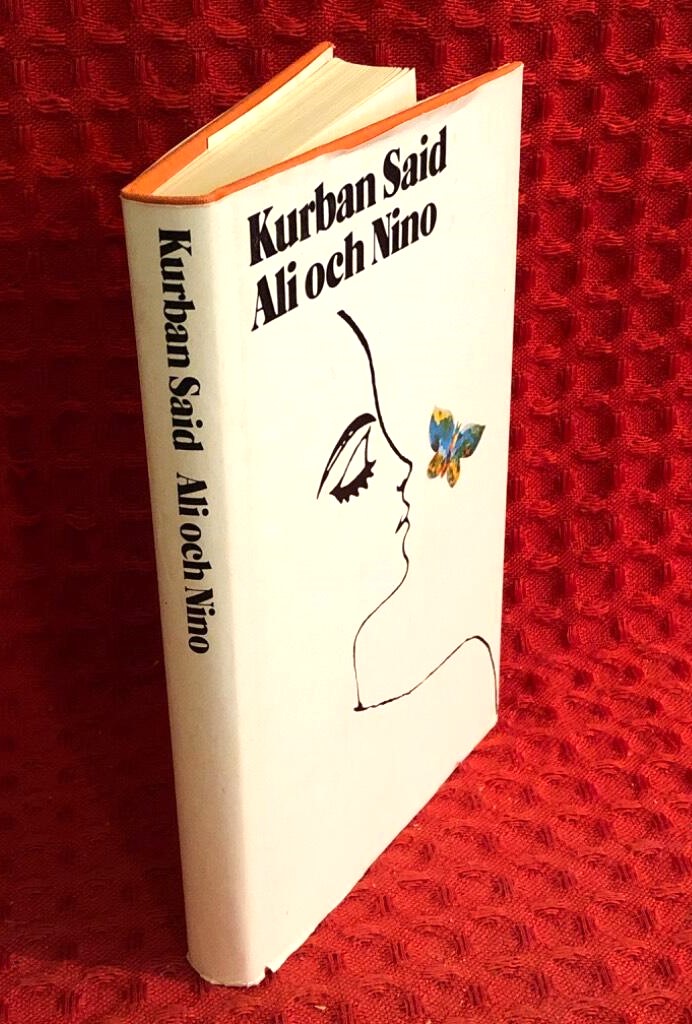 Kurban Said
Ali och Nino
Kurban Said Ali och Nino